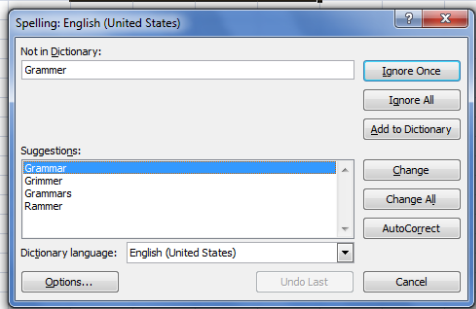 Spelling: English (United States)
Not in Dictionary:
Grammer
Ignore Once
Ignore All
Add to Dictionary
Suggestions:
Grammar
Grimmer
Grammars
Rammer
Change
Change All
AutoCorrect
Dictionary language: English (United States)
Options... Undo Last Cancel